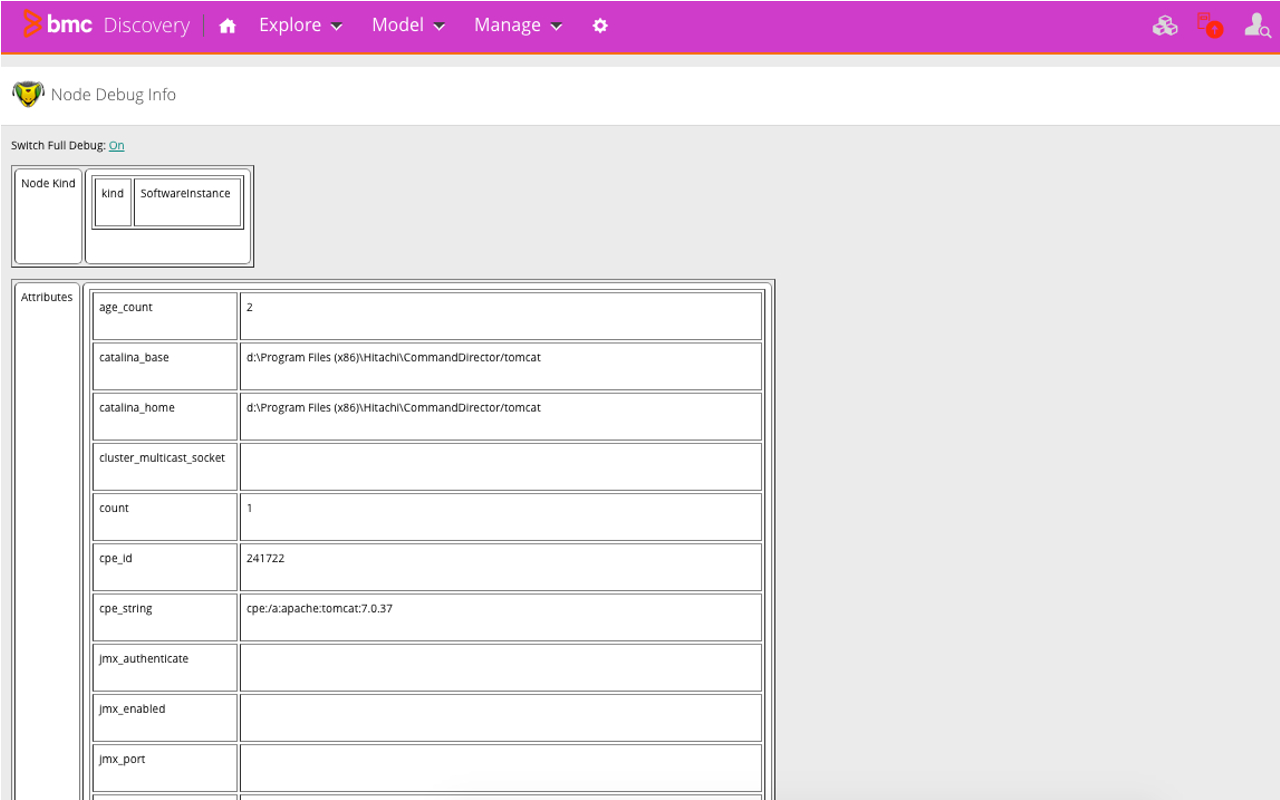 bmc Discovery Explore Model Manage
Node Debug Info
Switch Full Debug: On
Node Kind
kind SoftwareInstance
Attributes
age_count 2
catalina_base d:\Program Files (x86)\Hitachi\CommandDirector/tomcat
catalina_home d:\Program Files (x86)\Hitachi\CommandDirector/tomcat
cluster_multicast_socket
count 1
cpe_id 241722
cpe_string cpe:/a:apache:tomcat:7.0.37
jmx_authenticate
jmx_enabled
jmx_port